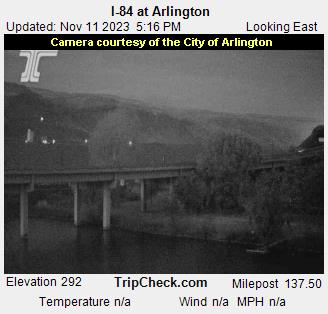 I-84 at Arlington
Updated: Nov 11 2023 5:16 PM Looking East
Camera courtesy of the City of Arlington
Elevation 292 TripCheck.com Milepost 137.50
Temperature n/a Wind n/a MPH n/a